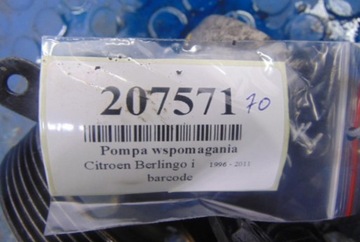 207571 70
Pompa wspomagania
Citroen Berlingo i 1996 - 2011
barcode